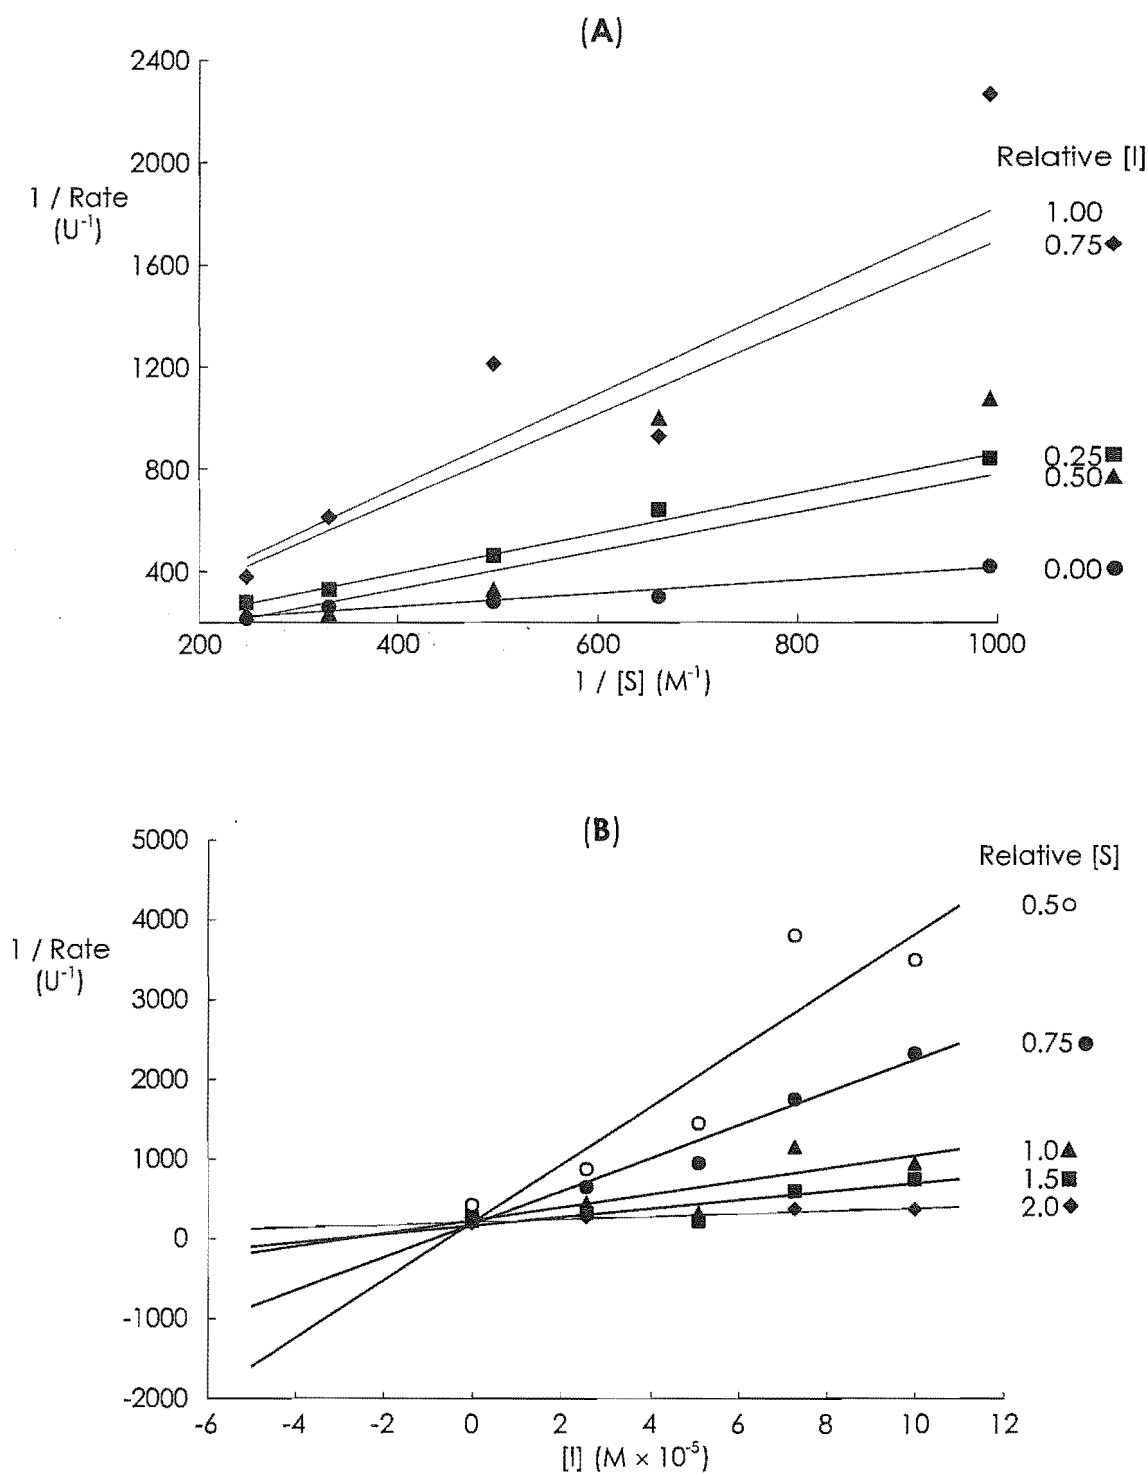 (A)
2400
2000
1600
1200
800
400
1 / Rate
(U⁻¹)
Relative [I]
1.00
0.75
0.25
0.50
0.00
200 400 600 800 1000
1 / [S] (M⁻¹)
(B)
5000
4000
3000
2000
1000
0
-1000
-2000
1 / Rate
(U⁻¹)
Relative [S]
0.5
0.75
1.0
1.5
2.0
-6 -4 -2 0 2 4 6 8 10 12
[I] (M × 10⁻⁵)